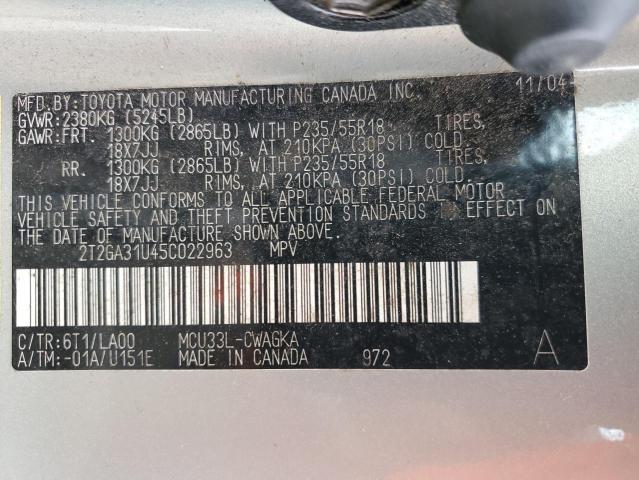 MFD.BY:TOYOTA MOTOR MANUFACTURING CANADA INC. 11/04
GVWR:2380KG (5245LB)
GAWR:FRT. 1300KG (2865LB) WITH P235/55R18 TIRES,
18X7JJ RIMS, AT 210KPA (30PSI) COLD.
RR. 1300KG (2865LB) WITH P235/55R18 TIRES,
18X7JJ RIMS, AT 210KPA (30PSI) COLD.
THIS VEHICLE CONFORMS TO ALL APPLICABLE FEDERAL MOTOR
VEHICLE SAFETY AND THEFT PREVENTION STANDARDS IN EFFECT ON
THE DATE OF MANUFACTURE SHOWN ABOVE.
2T2GA31U45C022963 MPV
C/TR:6T1/LA00 MCU33L-CWAGKA
A/TM:-01A/U151E MADE IN CANADA 972 A